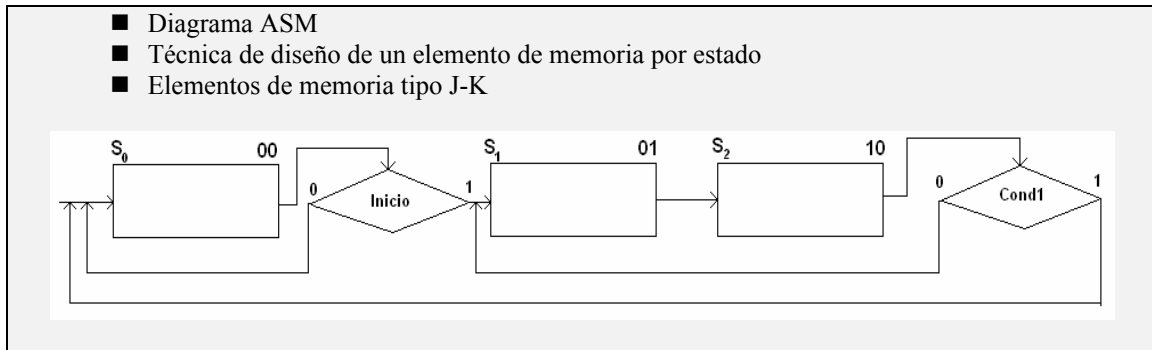 ■ Diagrama ASM
■ Técnica de diseño de un elemento de memoria por estado
■ Elementos de memoria tipo J-K
S0 00 S1 01 S2 10
0 Inicio 1 0 Cond1 1